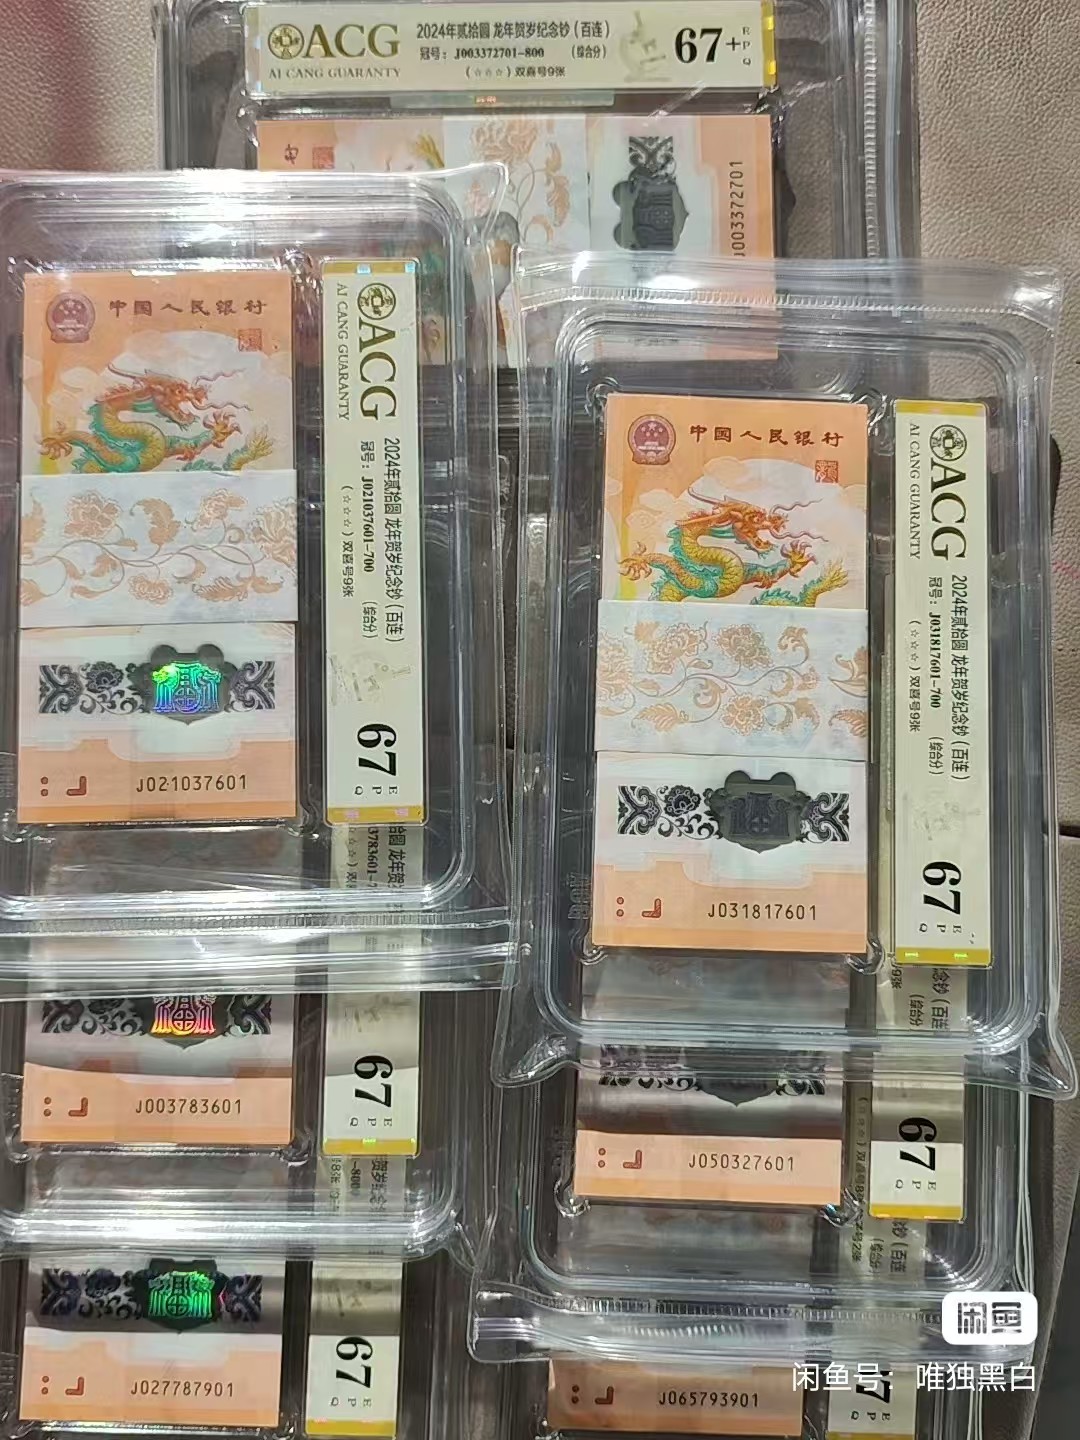 ACG
AI CANG GUARANTY
2024年贰拾圆 龙年贺岁纪念钞（百连）
冠号：J003372701-800 （综合分）
（☆☆☆）双喜号9张
67+
EPQ
J003372701
中国人民银行
J021037601
ACG
AI CANG GUARANTY
2024年贰拾圆 龙年贺岁纪念钞（百连）
冠号：J021037601-700 （综合分）
（☆☆☆）双喜号9张
67
EPQ
中国人民银行
J031817601
ACG
AI CANG GUARANTY
2024年贰拾圆 龙年贺岁纪念钞（百连）
冠号：J031817601-700 （综合分）
（☆☆☆）双喜号9张
67
EPQ
J003783601
67
EPQ
J050327601
67
EPQ
J027787901
67
EPQ
J065793901
PQ
闲鱼
闲鱼号：唯独黑白